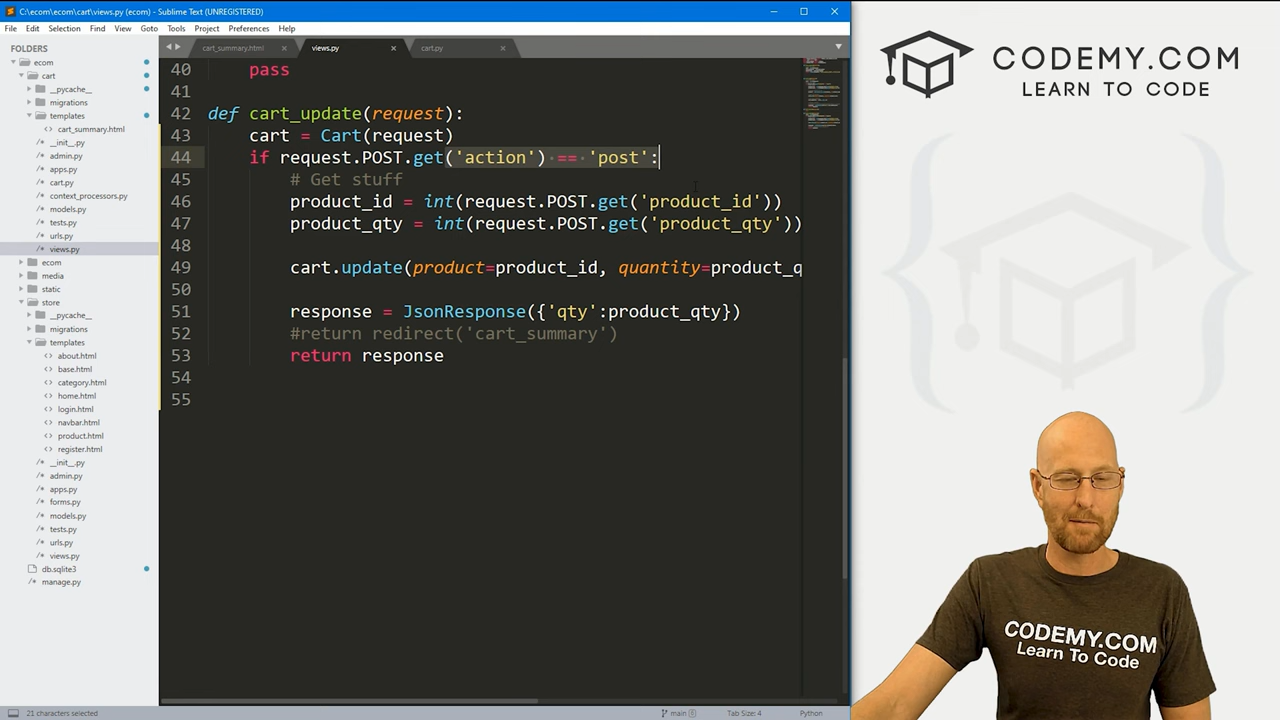 C:\ecom\ecom\cart\views.py (ecom) - Sublime Text (UNREGISTERED)
File Edit Selection Find View Goto Tools Project Preferences Help
FOLDERS
ecom
cart
__pycache__
migrations
templates
cart_summary.html
__init__.py
admin.py
apps.py
cart.py
context_processors.py
models.py
tests.py
urls.py
views.py
ecom
media
static
store
__pycache__
migrations
templates
about.html
base.html
category.html
home.html
login.html
navbar.html
product.html
register.html
__init__.py
admin.py
apps.py
forms.py
models.py
tests.py
urls.py
views.py
db.sqlite3
manage.py
cart_summary.html views.py cart.py
40 pass
41
42 def cart_update(request):
43 cart = Cart(request)
44 if request.POST.get('action') == 'post':
45 # Get stuff
46 product_id = int(request.POST.get('product_id'))
47 product_qty = int(request.POST.get('product_qty'))
48
49 cart.update(product=product_id, quantity=product_q
50
51 response = JsonResponse({'qty':product_qty})
52 #return redirect('cart_summary')
53 return response
54
55
21 characters selected
main 6
Tab Size: 4
Python
CODEMY.COM
LEARN TO CODE
CODEMY.COM
Learn To Code